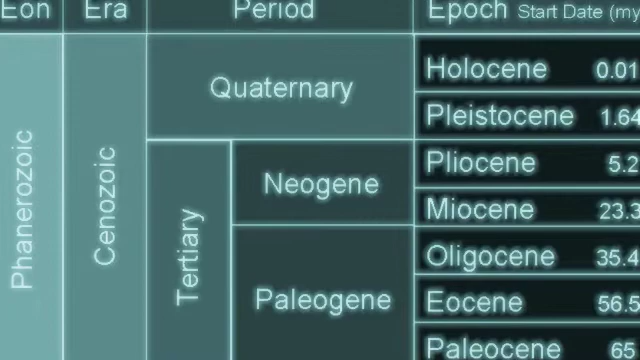 Eon Era Period Epoch Start Date (my
Quaternary
Holocene 0.01
Pleistocene 1.64
Phanerozoic
Cenozoic
Tertiary
Neogene
Pliocene 5.2
Miocene 23.3
Paleogene
Oligocene 35.4
Eocene 56.5
Paleocene 65